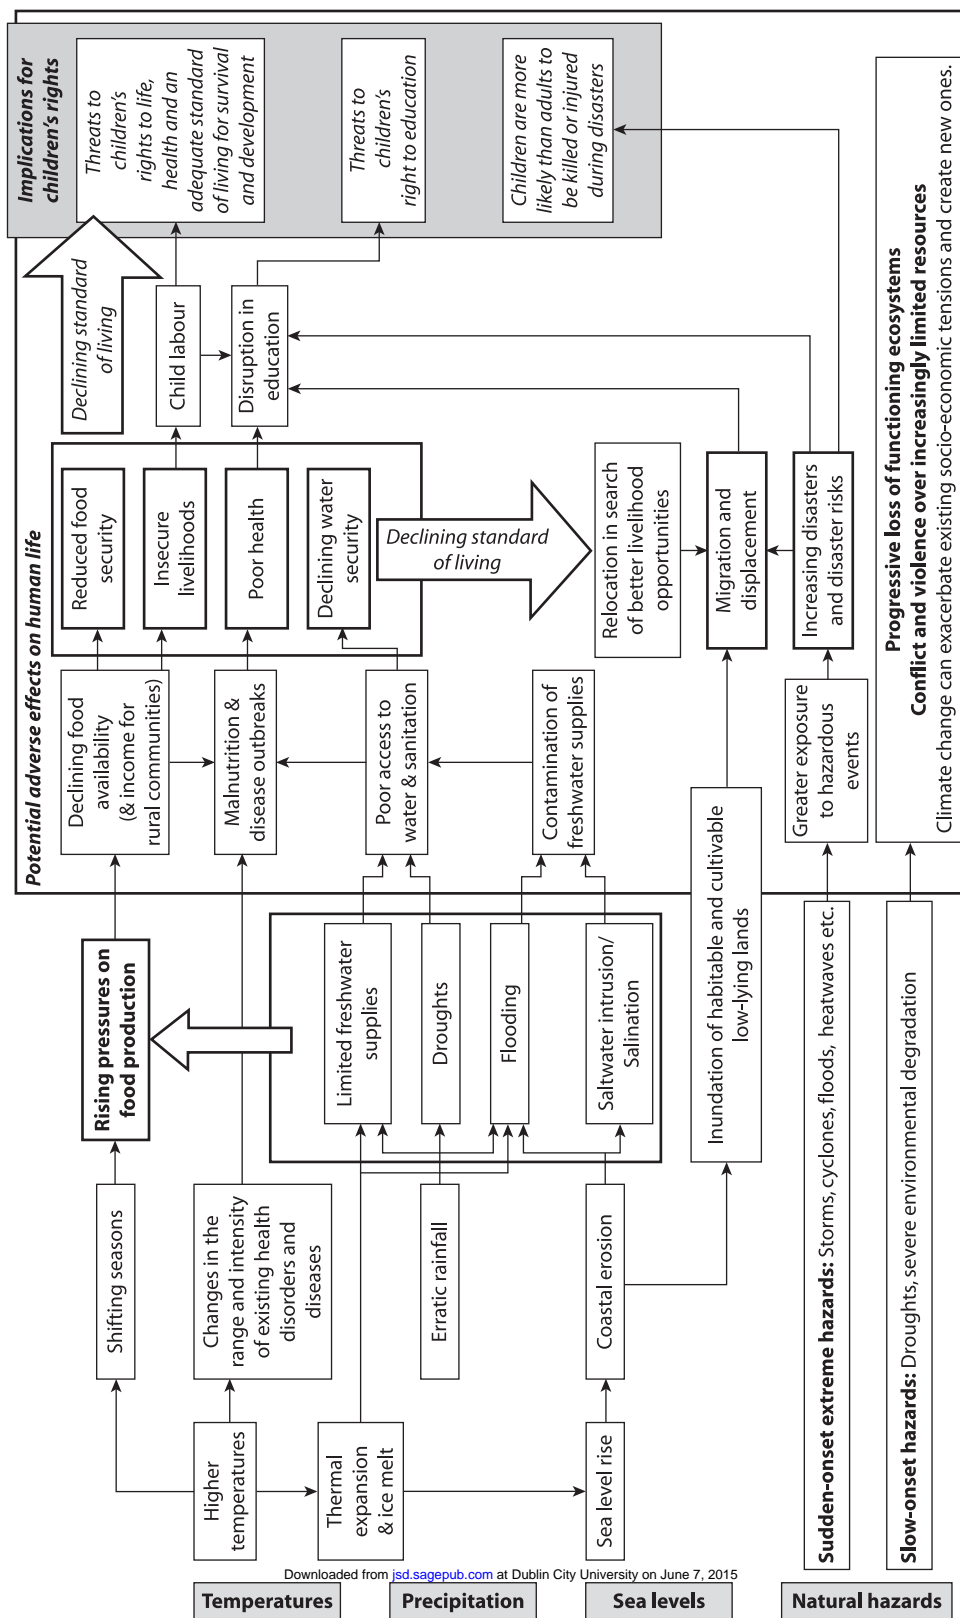 Temperatures
Precipitation
Sea levels
Natural hazards
Higher
temperatures
Thermal
expansion
& ice melt
Sea level rise
Shifting seasons
Changes in the
range and intensity
of existing health
disorders and
diseases
Erratic rainfall
Coastal erosion
Sudden-onset extreme hazards: Storms, cyclones, floods, heatwaves etc.
Slow-onset hazards: Droughts, severe environmental degradation
Rising pressures on
food production
Limited freshwater
supplies
Droughts
Flooding
Saltwater intrusion/
Salination
Inundation of habitable and cultivable
low-lying lands
Potential adverse effects on human life
Declining food
availability
(& income for
rural communities)
Malnutrition &
disease outbreaks
Poor access to
water & sanitation
Contamination of
freshwater supplies
Greater exposure
to hazardous
events
Reduced food
security
Insecure
livelihoods
Poor health
Declining water
security
Declining standard
of living
Relocation in search
of better livelihood
opportunities
Migration and
displacement
Increasing disasters
and disaster risks
Declining standard
of living
Child labour
Disruption in
education
Implications for
children's rights
Threats to
children's
rights to life,
health and an
adequate standard
of living for survival
and development
Threats to
children's
right to education
Children are more
likely than adults to
be killed or injured
during disasters
Progressive loss of functioning ecosystems
Conflict and violence over increasingly limited resources
Climate change can exacerbate existing socio-economic tensions and create new ones.
Downloaded from jsd.sagepub.com at Dublin City University on June 7, 2015